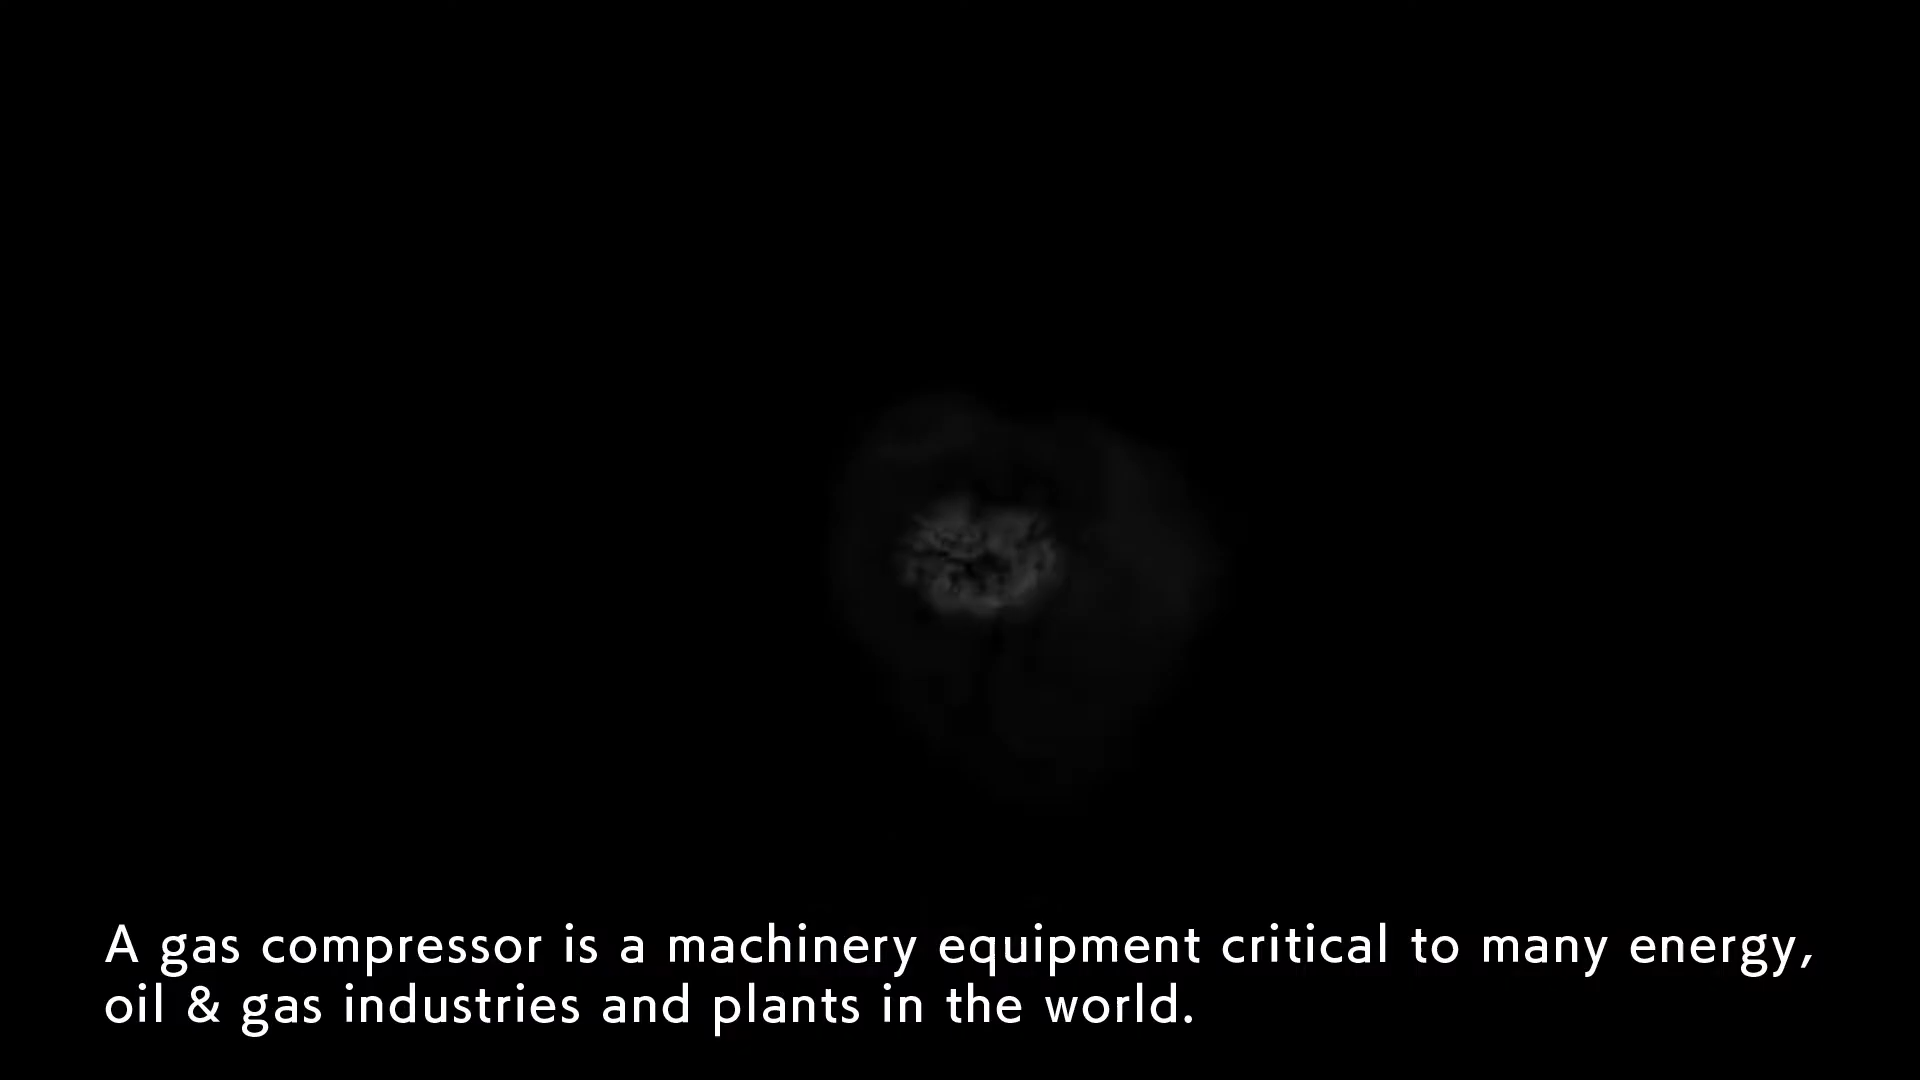 A gas compressor is a machinery equipment critical to many energy,
oil & gas industries and plants in the world.